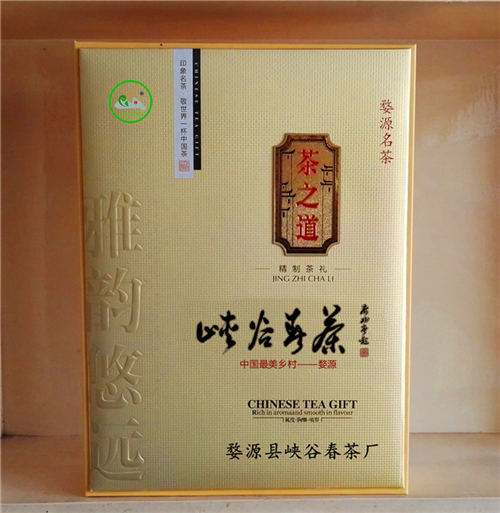 CHINESE TEA GIFT
印象名茶·敬世界一杯中国茶
婺源名茶
茶之道
精制茶礼
JING ZHI CHA LI
雅韵悠远
峡谷春茶
中国最美乡村——婺源
CHINESE TEA GIFT
Rich in aromaand smooth in flavour
婺源县峡谷春茶厂